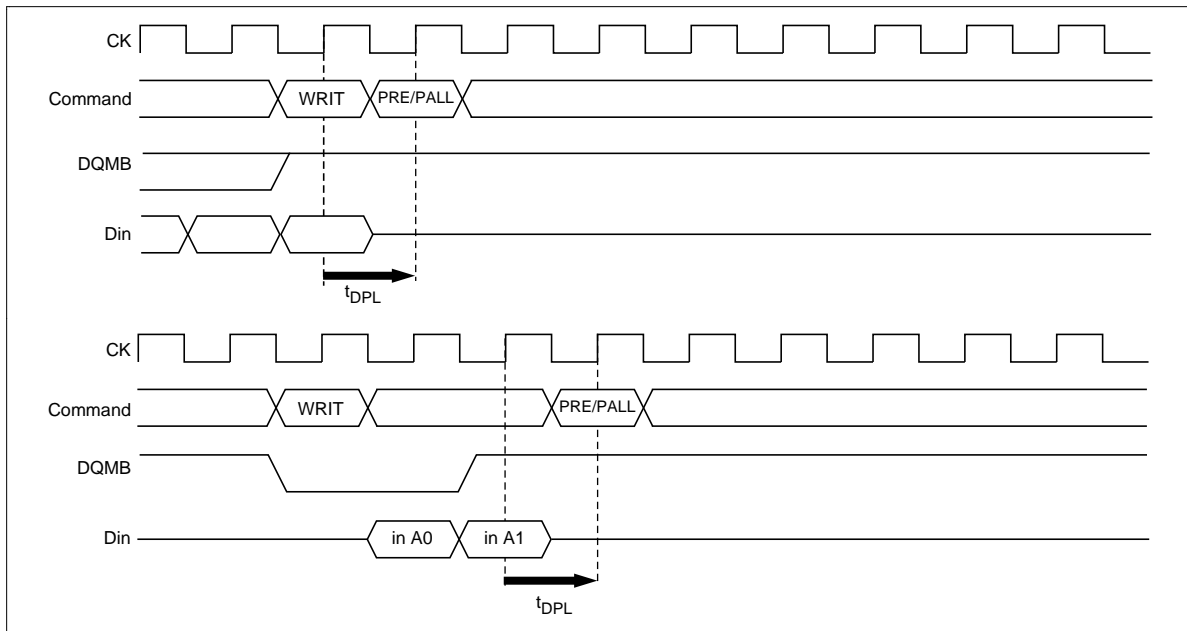 CK
Command WRIT PRE/PALL
DQMB
Din
tDPL
CK
Command WRIT PRE/PALL
DQMB
Din in A0 in A1
tDPL